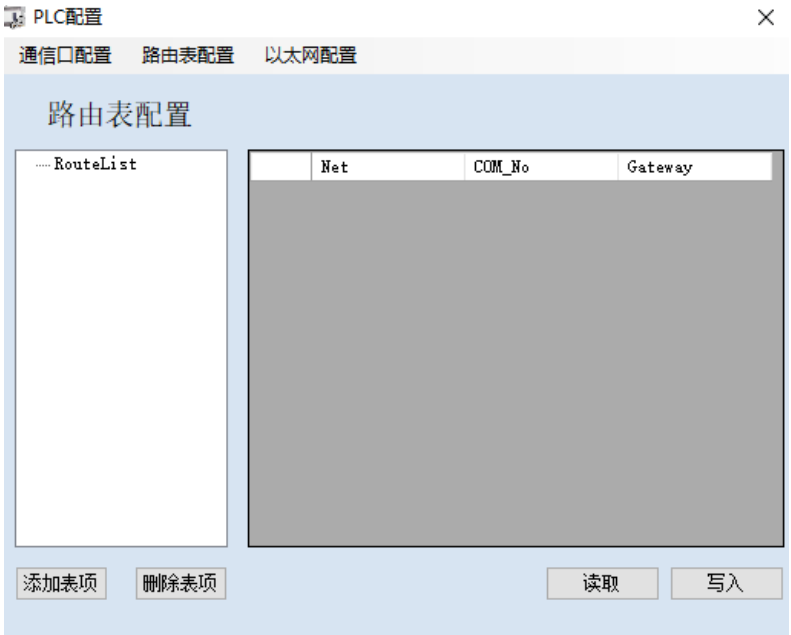 PLC配置
通信口配置 路由表配置 以太网配置
路由表配置
RouteList
Net COM_No Gateway
添加表项 删除表项 读取 写入